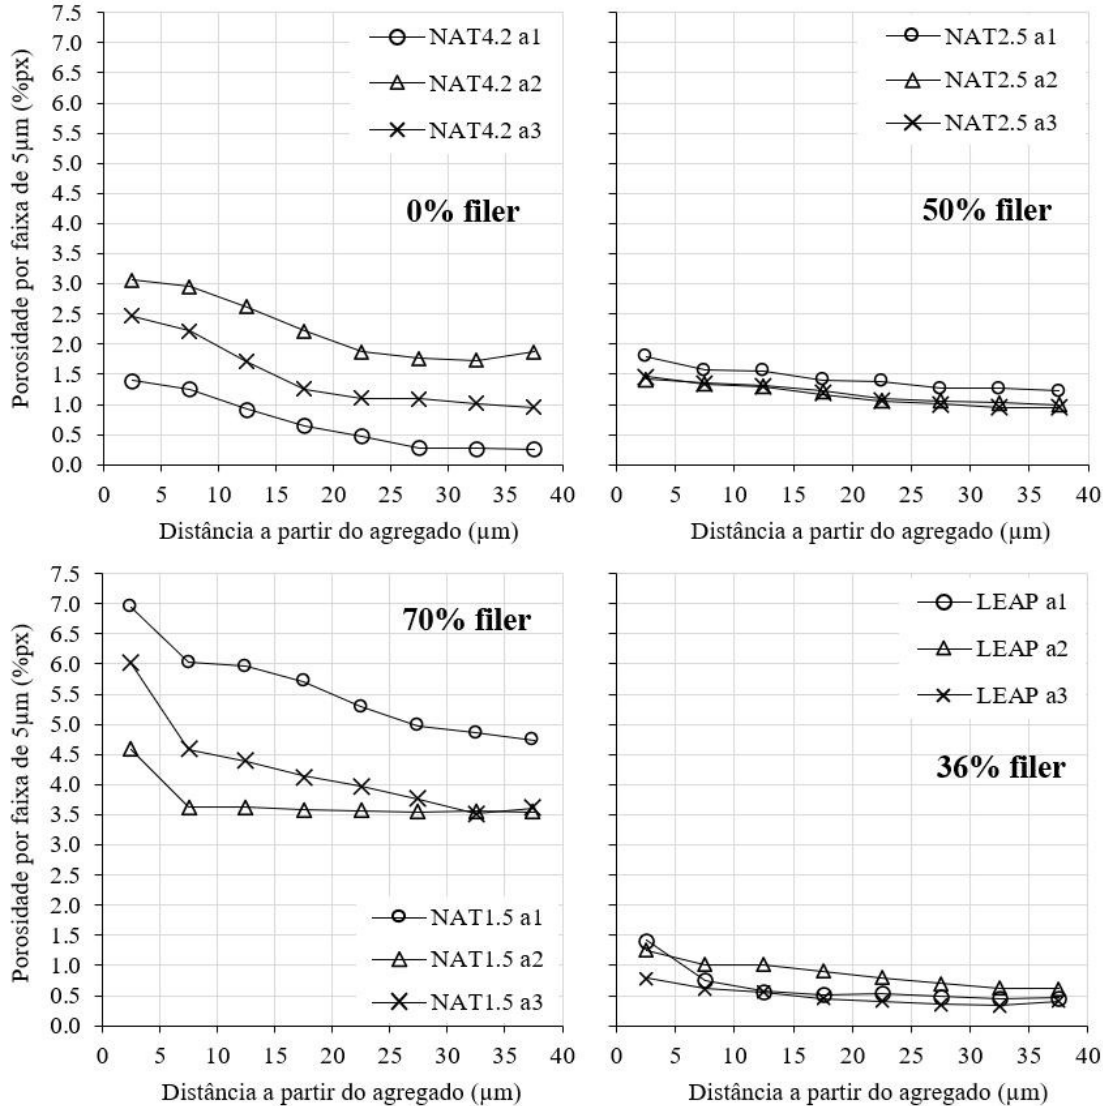 Porosidade por faixa de 5µm (%px)
7.5
7.0
6.5
6.0
5.5
5.0
4.5
4.0
3.5
3.0
2.5
2.0
1.5
1.0
0.5
0.0
NAT4.2 a1
NAT4.2 a2
NAT4.2 a3
0% filer
0 5 10 15 20 25 30 35 40
Distância a partir do agregado (µm)
NAT2.5 a1
NAT2.5 a2
NAT2.5 a3
50% filer
0 5 10 15 20 25 30 35 40
Distância a partir do agregado (µm)
Porosidade por faixa de 5µm (%px)
7.5
7.0
6.5
6.0
5.5
5.0
4.5
4.0
3.5
3.0
2.5
2.0
1.5
1.0
0.5
0.0
70% filer
NAT1.5 a1
NAT1.5 a2
NAT1.5 a3
0 5 10 15 20 25 30 35 40
Distância a partir do agregado (µm)
LEAP a1
LEAP a2
LEAP a3
36% filer
0 5 10 15 20 25 30 35 40
Distância a partir do agregado (µm)